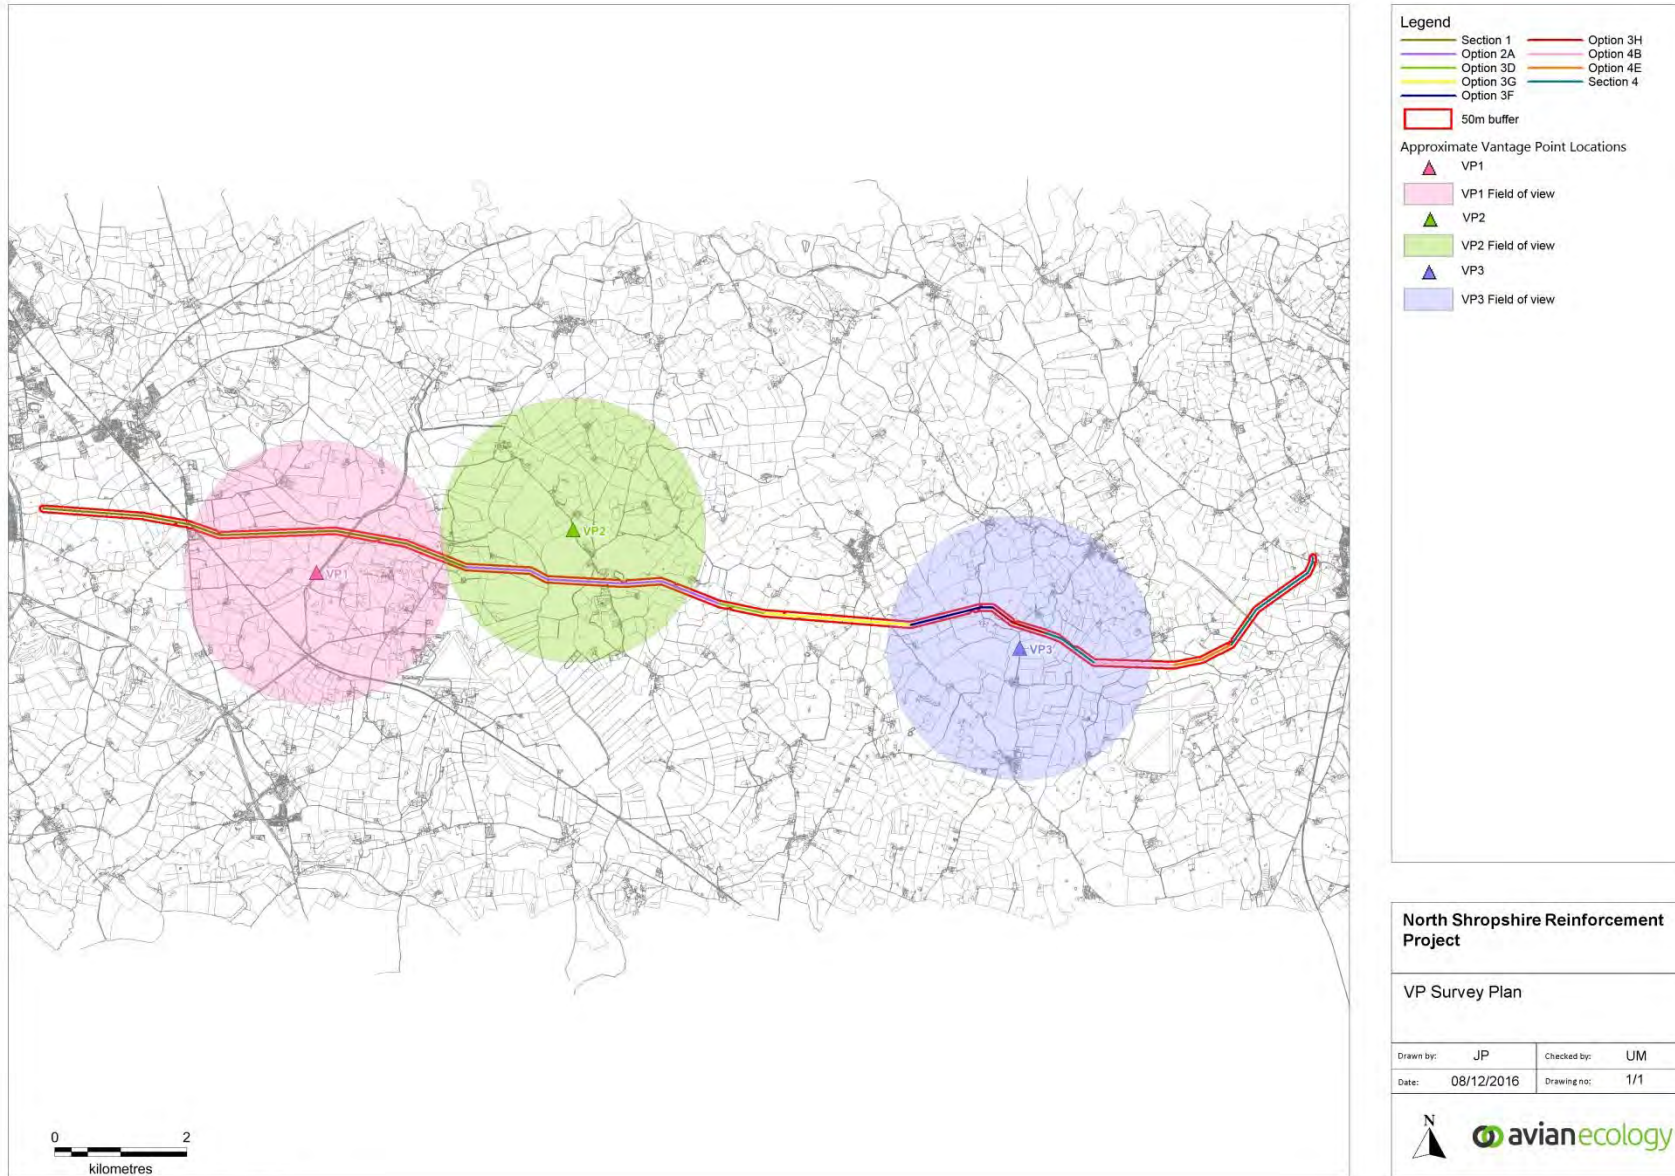 Legend
Section 1
Option 2A
Option 3D
Option 3G
Option 3F
Option 3H
Option 4B
Option 4E
Section 4
50m buffer
Approximate Vantage Point Locations
VP1
VP1 Field of view
VP2
VP2 Field of view
VP3
VP3 Field of view
VP1
VP2
VP3
0 2
kilometres
North Shropshire Reinforcement
Project
VP Survey Plan
Drawn by: JP Checked by: UM
Date: 08/12/2016 Drawing no: 1/1
N
avianecology